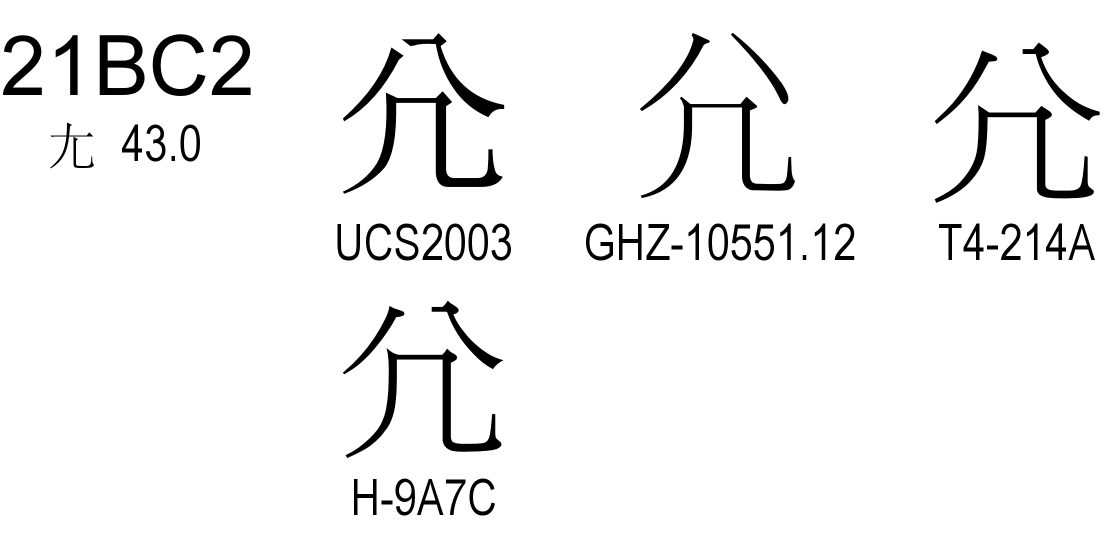 21BC2 𡯂 𡯂 𡯂
尢 43.0
UCS2003 GHZ-10551.12 T4-214A
𡯂
H-9A7C